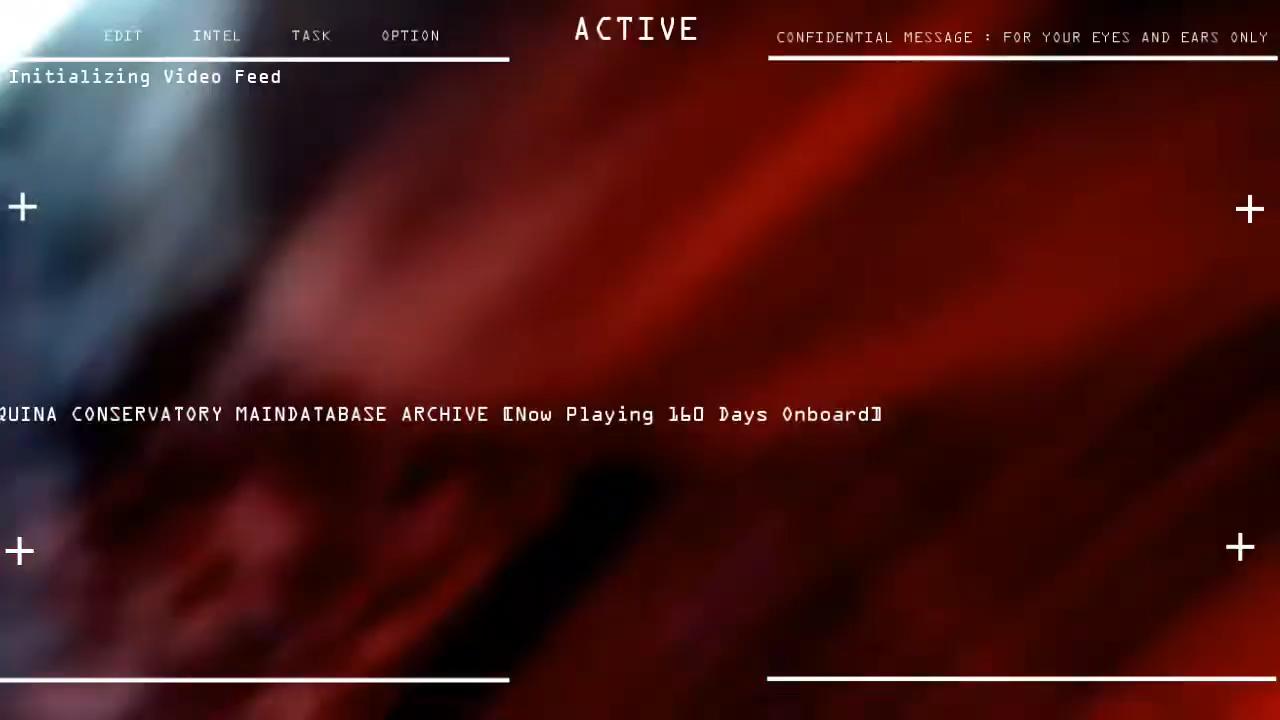 EDIT INTEL TASK OPTION
ACTIVE
CONFIDENTIAL MESSAGE : FOR YOUR EYES AND EARS ONLY
Initializing Video Feed
CONSERVATORY MAINDATABASE ARCHIVE [Now Playing 160 Days Onboard]